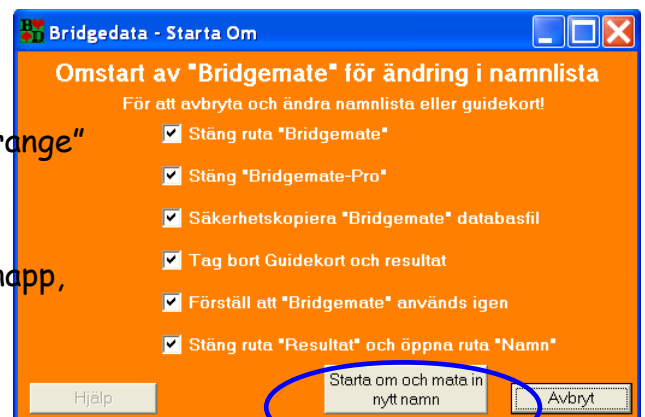 Bridgedata - Starta Om
Omstart av "Bridgemate" för ändring i namnlista
För att avbryta och ändra namnlista eller guidekort!
range"
Stäng ruta "Bridgemate"
Stäng "Bridgemate-Pro"
Säkerhetskopiera "Bridgemate" databasfil
Tag bort Guidekort och resultat
napp,
Förställ att "Bridgemate" används igen
Stäng ruta "Resultat" och öppna ruta "Namn"
Hjälp
Starta om och mata in
nytt namn
Avbryt